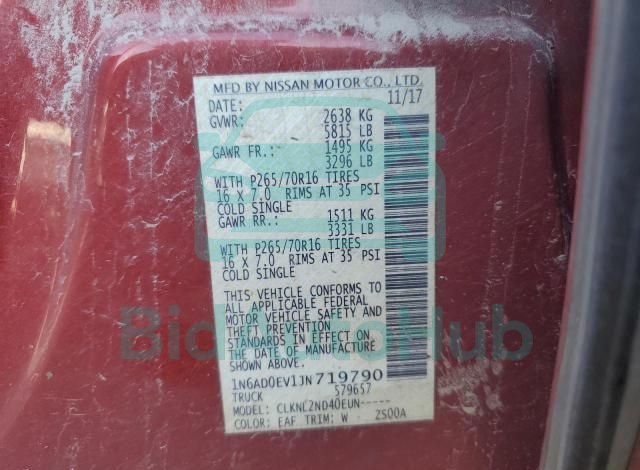 MFD BY NISSAN MOTOR CO., LTD.
DATE: 11/17
GVWR: 2638 KG
5815 LB
GAWR FR.: 1495 KG
3296 LB
WITH P265/70R16 TIRES
16 X 7.0 RIMS AT 35 PSI
COLD SINGLE
GAWR RR.: 1511 KG
3331 LB
WITH P265/70R16 TIRES
16 X 7.0 RIMS AT 35 PSI
COLD SINGLE
THIS VEHICLE CONFORMS TO
ALL APPLICABLE FEDERAL
MOTOR VEHICLE SAFETY AND
THEFT PREVENTION
STANDARDS IN EFFECT ON
THE DATE OF MANUFACTURE
SHOWN ABOVE.
1N6AD0EV1JN719790
TRUCK 579657
MODEL: CLKNL2ND40EUN-----
COLOR: EAF TRIM: W ZS00A
BidAutoHub